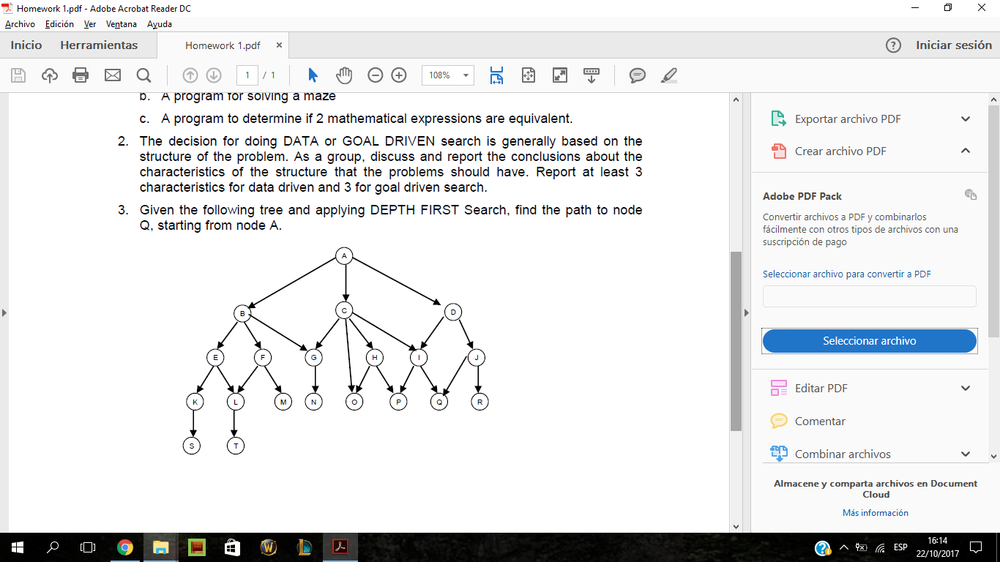 Homework 1.pdf - Adobe Acrobat Reader DC
Archivo Edición Ver Ventana Ayuda
Inicio Herramientas Homework 1.pdf × Iniciar sesión
1 / 1 108%
b. A program for solving a maze
c. A program to determine if 2 mathematical expressions are equivalent.
2. The decision for doing DATA or GOAL DRIVEN search is generally based on the
structure of the problem. As a group, discuss and report the conclusions about the
characteristics of the structure that the problems should have. Report at least 3
characteristics for data driven and 3 for goal driven search.
3. Given the following tree and applying DEPTH FIRST Search, find the path to node
Q, starting from node A.
A
B C D
E F G H I J
K L M N O P Q R
S T
Exportar archivo PDF
Crear archivo PDF
Adobe PDF Pack
Convertir archivos a PDF y combinarlos
fácilmente con otros tipos de archivos con una
suscripción de pago
Seleccionar archivo para convertir a PDF
Seleccionar archivo
Editar PDF
Comentar
Combinar archivos
Almacene y comparta archivos en Document
Cloud
Más información
ESP
16:14
22/10/2017